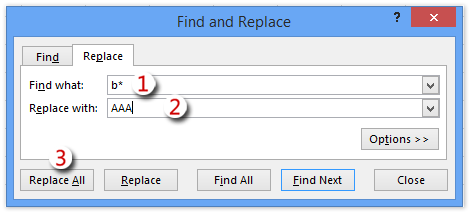 Find and Replace
? ×
Find Replace
Find what: b* 1
Replace with: AAA 2
Options >>
3
Replace All Replace Find All Find Next Close